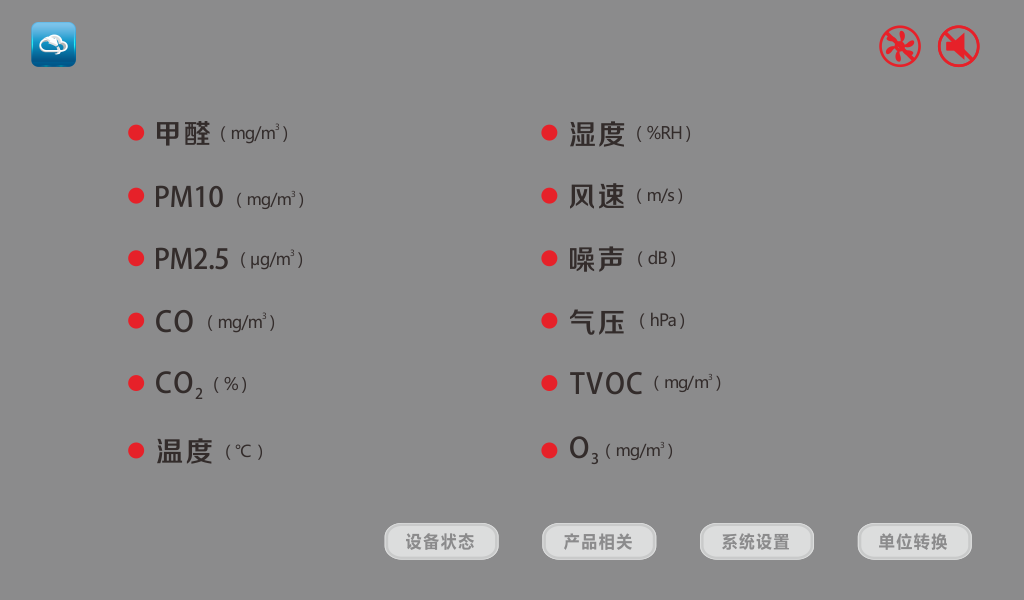 甲醛 ( mg/m³ )
PM10 ( mg/m³ )
PM2.5 ( μg/m³ )
CO ( mg/m³ )
CO₂ ( % )
温度 ( ℃ )
湿度 ( %RH )
风速 ( m/s )
噪声 ( dB )
气压 ( hPa )
TVOC ( mg/m³ )
O₃ ( mg/m³ )
设备状态
产品相关
系统设置
单位转换